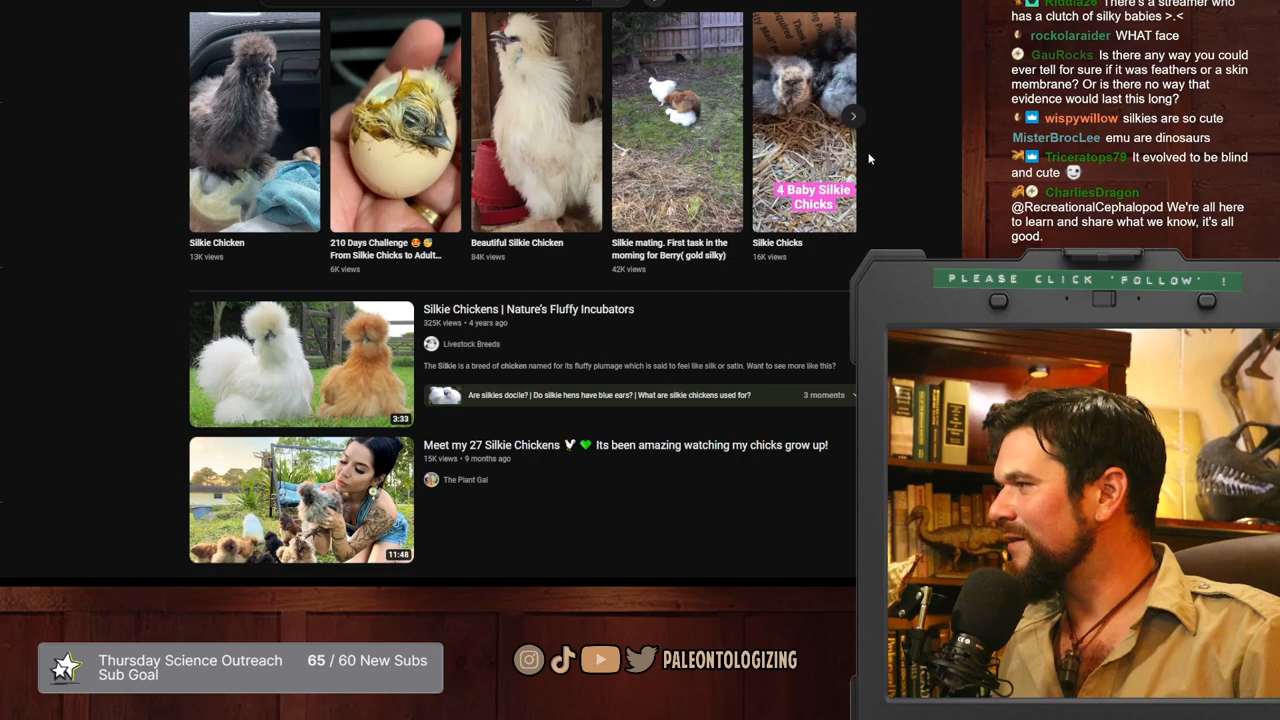 Silkie Chicken
13K views
210 Days Challenge 😍 😴
From Silkie Chicks to Adult...
6K views
Beautiful Silkie Chicken
84K views
Silkie mating. First task in the
morning for Berry( gold silky)
42K views
4 Baby Silkie
Chicks
Silkie Chicks
16K views
Silkie Chickens | Nature's Fluffy Incubators
325K views • 4 years ago
Livestock Breeds
The Silkie is a breed of chicken named for its fluffy plumage which is said to feel like silk or satin. Want to see more like this?
Are silkies docile? | Do silkie hens have blue ears? | What are silkie chickens used for?
3 moments
3:33
Meet my 27 Silkie Chickens 🐓 💚 Its been amazing watching my chicks grow up!
15K views • 9 months ago
The Plant Gal
11:48
Riddia26 There's a streamer who
has a clutch of silky babies >.<
rockolaraider WHAT face
GauRocks Is there any way you could
ever tell for sure if it was feathers or a skin
membrane? Or is there no way that
evidence would last this long?
wispywillow silkies are so cute
MisterBrocLee emu are dinosaurs
Triceratops79 It evolved to be blind
and cute
CharliesDragon
@RecreationalCephalopod We're all here
to learn and share what we know, it's all
good.
PLEASE CLICK 'FOLLOW' !
Thursday Science Outreach
Sub Goal
65 / 60 New Subs
PALEONTOLOGIZING